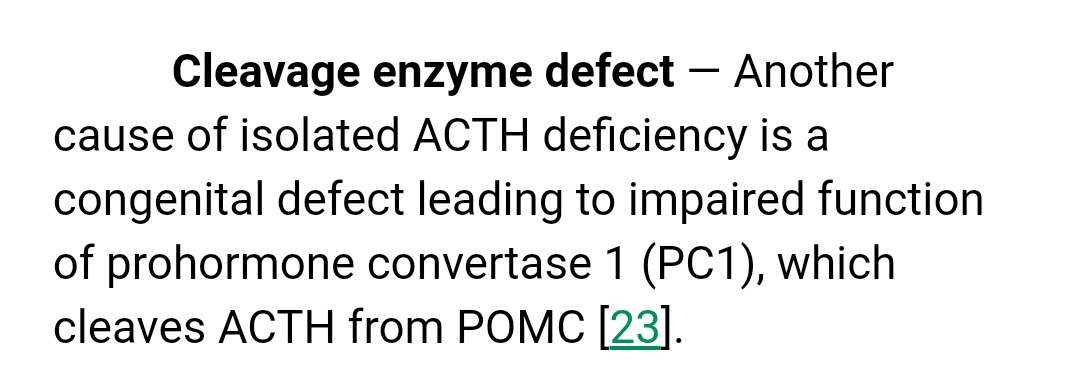 Cleavage enzyme defect — Another
cause of isolated ACTH deficiency is a
congenital defect leading to impaired function
of prohormone convertase 1 (PC1), which
cleaves ACTH from POMC [23].